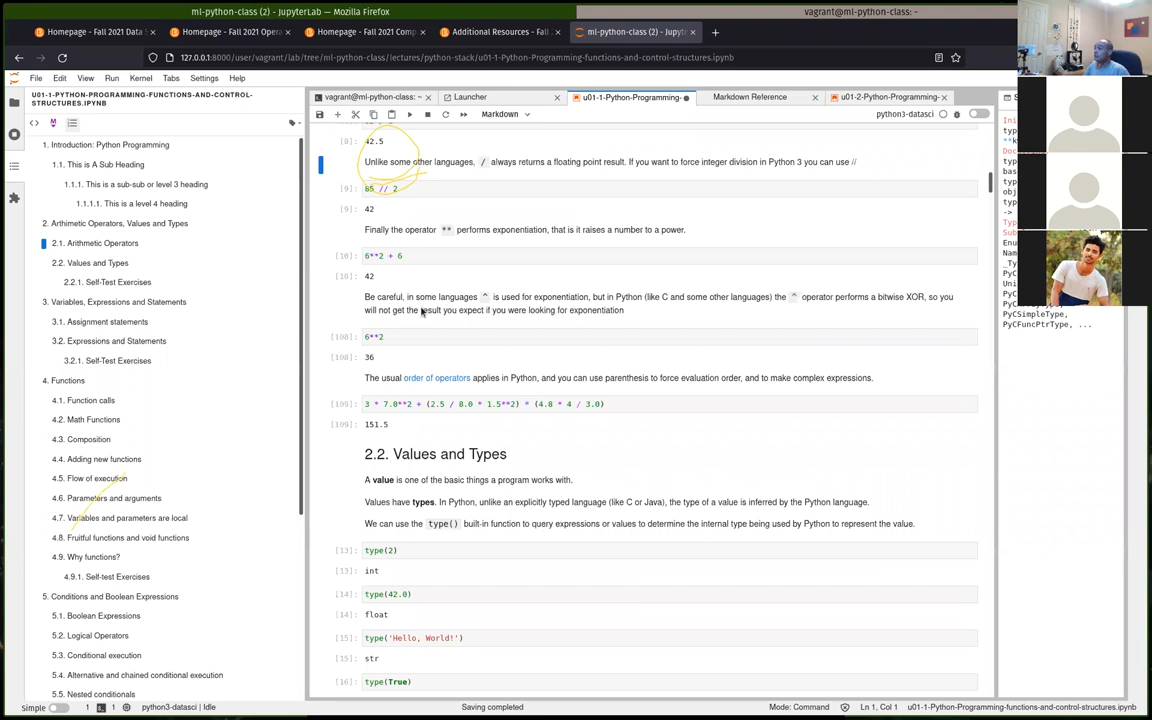 ml-python-class (2) - JupyterLab — Mozilla Firefox
vagrant@ml-python-class: ~
Homepage - Fall 2021 Data
Homepage - Fall 2021 Opera
Homepage - Fall 2021 Comp
Additional Resources - Fall
ml-python-class (2) - Jupyte
127.0.0.1:8000/user/vagrant/lab/tree/ml-python-class/lectures/python-stack/u01-1-Python-Programming-functions-and-control-structures.ipynb
File Edit View Run Kernel Tabs Settings Help
U01-1-PYTHON-PROGRAMMING-FUNCTIONS-AND-CONTROL-
STRUCTURES.IPYNB
1. Introduction: Python Programming
1.1. This is A Sub Heading
1.1.1. This is a sub-sub or level 3 heading
1.1.1.1. This is a level 4 heading
2. Arhimetic Operators, Values and Types
2.1. Arithmetic Operators
2.2. Values and Types
2.2.1. Self-Test Exercises
3. Variables, Expressions and Statements
3.1. Assignment statements
3.2. Expressions and Statements
3.2.1. Self-Test Exercises
4. Functions
4.1. Function calls
4.2. Math Functions
4.3. Composition
4.4. Adding new functions
4.5. Flow of execution
4.6. Parameters and arguments
4.7. Variables and parameters are local
4.8. Fruitful functions and void functions
4.9. Why functions?
4.9.1. Self-test Exercises
5. Conditions and Boolean Expressions
5.1. Boolean Expressions
5.2. Logical Operators
5.3. Conditional execution
5.4. Alternative and chained conditional execution
5.5. Nested conditionals
vagrant@ml-python-class: ~
Launcher
u01-1-Python-Programming-
Markdown Reference
u01-2-Python-Programming-
Markdown
python3-datasci
[8]: 42.5
Unlike some other languages, / always returns a floating point result. If you want to force integer division in Python 3 you can use //
[9]: 85 // 2
[9]: 42
Finally the operator ** performs exponentiation, that is it raises a number to a power.
[10]: 6**2 + 6
[10]: 42
Be careful, in some languages ^ is used for exponentiation, but in Python (like C and some other languages) the ^ operator performs a bitwise XOR, so you
will not get the result you expect if you were looking for exponentiation
[108]: 6**2
[108]: 36
The usual order of operators applies in Python, and you can use parenthesis to force evaluation order, and to make complex expressions.
[109]: 3 * 7.0**2 + (2.5 / 8.0 * 1.5**2) * (4.8 * 4 / 3.0)
[109]: 151.5
2.2. Values and Types
A value is one of the basic things a program works with.
Values have types. In Python, unlike an explicitly typed language (like C or Java), the type of a value is inferred by the Python language.
We can use the type() built-in function to query expressions or values to determine the internal type being used by Python to represent the value.
[13]: type(2)
[13]: int
[14]: type(42.0)
[14]: float
[15]: type('Hello, World!')
[15]: str
[16]: type(True)
Enu
Nam
PyC
Uni
PyCSimpleType,
PyCFuncPtrType, ...
Simple 1 1 python3-datasci | Idle
Saving completed
Mode: Command
Ln 1, Col 1
u01-1-Python-Programming-functions-and-control-structures.ipynb